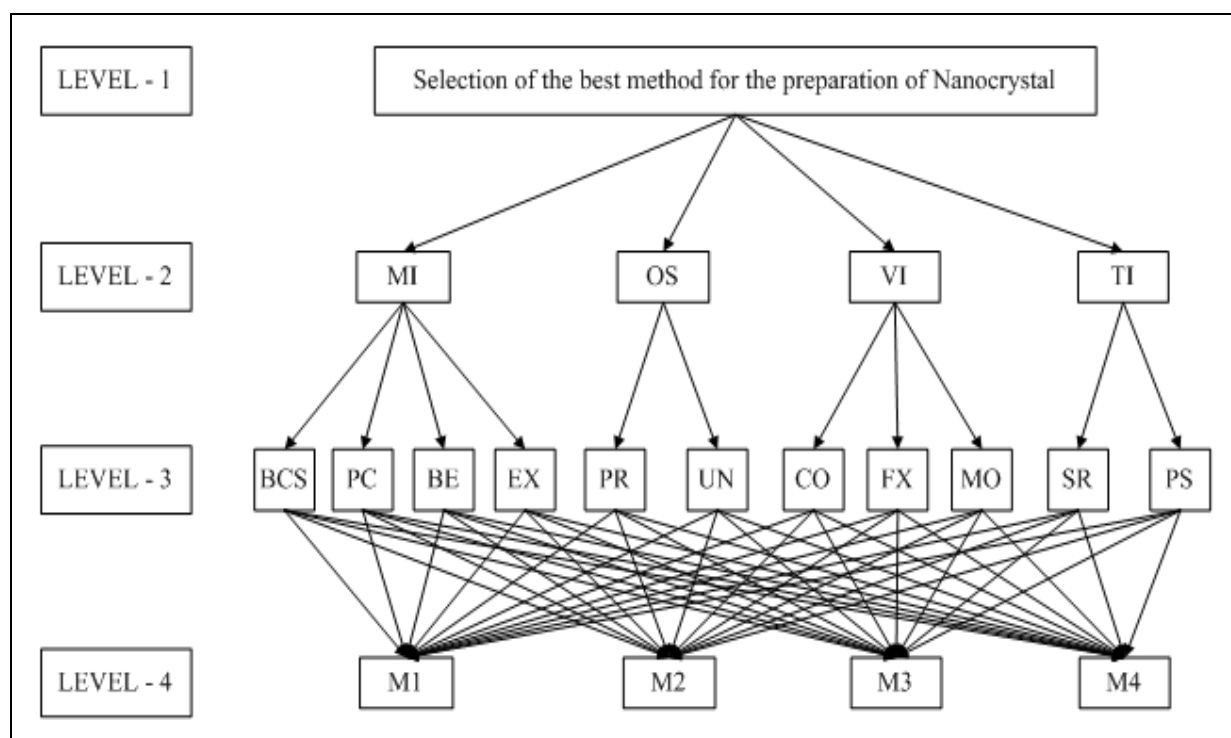 LEVEL - 1
Selection of the best method for the preparation of Nanocrystal
LEVEL - 2
MI
OS
VI
TI
LEVEL - 3
BCS
PC
BE
EX
PR
UN
CO
FX
MO
SR
PS
LEVEL - 4
M1
M2
M3
M4